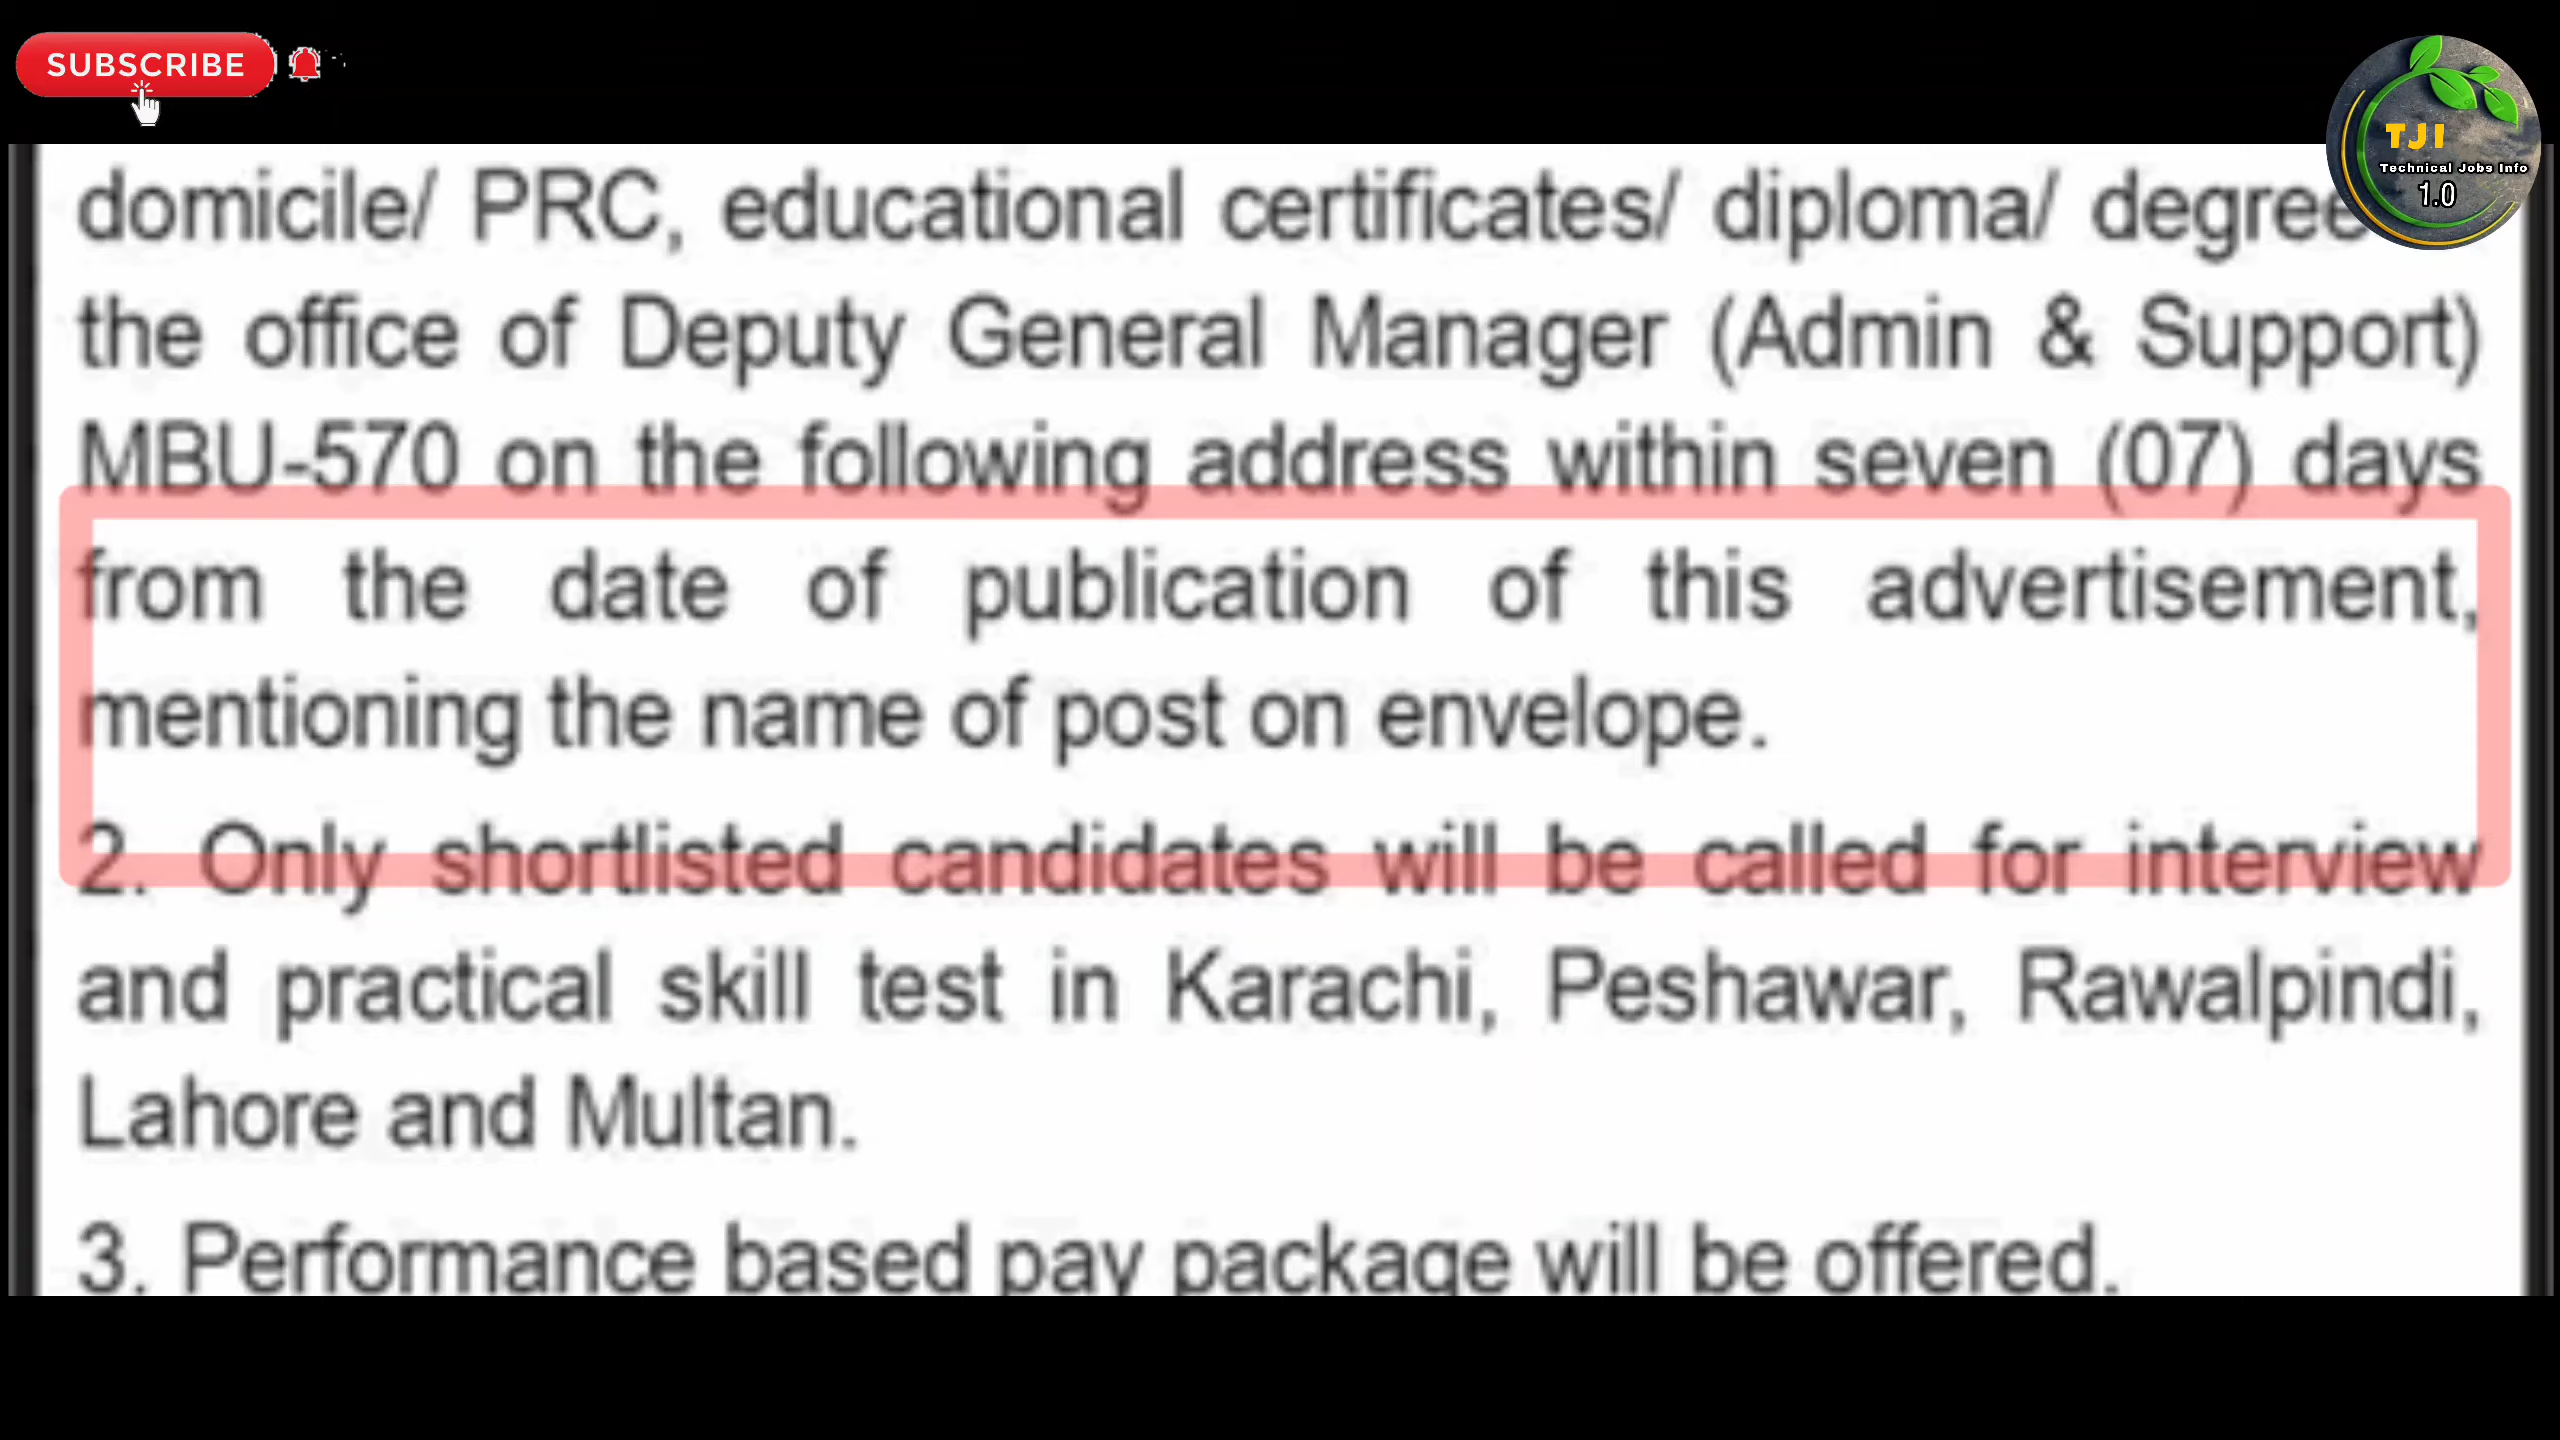 SUBSCRIBE
TJI
Technical Jobs Info
1.0
domicile/ PRC, educational certificates/ diploma/ degree
the office of Deputy General Manager (Admin & Support)
MBU-570 on the following address within seven (07) days
from the date of publication of this advertisement,
mentioning the name of post on envelope.
2. Only shortlisted candidates will be called for interview
and practical skill test in Karachi, Peshawar, Rawalpindi,
Lahore and Multan.
3. Performance based pay package will be offered.